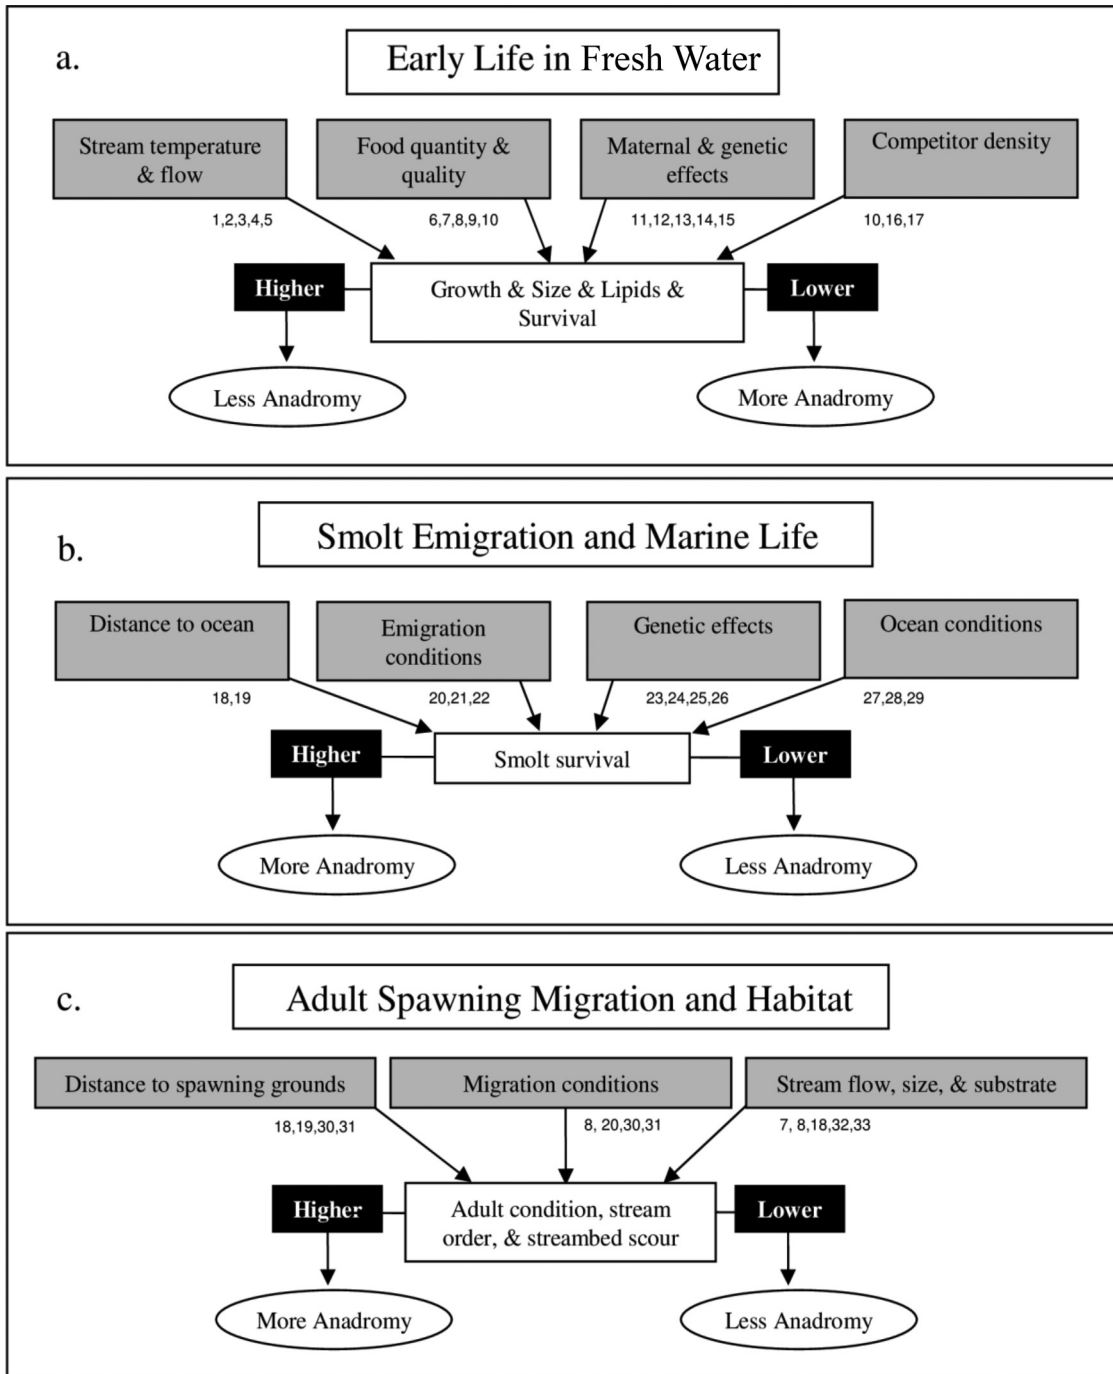 a.
Early Life in Fresh Water
Stream temperature
& flow
Food quantity &
quality
Maternal & genetic
effects
Competitor density
1,2,3,4,5
6,7,8,9,10
11,12,13,14,15
10,16,17
Higher
Growth & Size & Lipids &
Survival
Lower
Less Anadromy
More Anadromy
b.
Smolt Emigration and Marine Life
Distance to ocean
Emigration
conditions
Genetic effects
Ocean conditions
18,19
20,21,22
23,24,25,26
27,28,29
Higher
Smolt survival
Lower
More Anadromy
Less Anadromy
c.
Adult Spawning Migration and Habitat
Distance to spawning grounds
Migration conditions
Stream flow, size, & substrate
18,19,30,31
8, 20,30,31
7, 8,18,32,33
Higher
Adult condition, stream
order, & streambed scour
Lower
More Anadromy
Less Anadromy